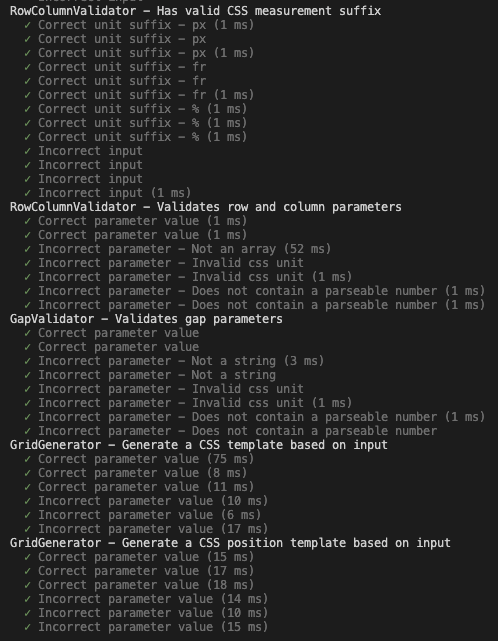 RowColumnValidator – Has valid CSS measurement suffix
✓ Correct unit suffix – px (1 ms)
✓ Correct unit suffix – px
✓ Correct unit suffix – px (1 ms)
✓ Correct unit suffix – fr
✓ Correct unit suffix – fr
✓ Correct unit suffix – fr (1 ms)
✓ Correct unit suffix – % (1 ms)
✓ Correct unit suffix – % (1 ms)
✓ Correct unit suffix – % (1 ms)
✓ Incorrect input
✓ Incorrect input
✓ Incorrect input
✓ Incorrect input (1 ms)
RowColumnValidator – Validates row and column parameters
✓ Correct parameter value (1 ms)
✓ Correct parameter value (1 ms)
✓ Incorrect parameter – Not an array (52 ms)
✓ Incorrect parameter – Invalid css unit
✓ Incorrect parameter – Invalid css unit (1 ms)
✓ Incorrect parameter – Does not contain a parseable number (1 ms)
✓ Incorrect parameter – Does not contain a parseable number (1 ms)
GapValidator – Validates gap parameters
✓ Correct parameter value
✓ Correct parameter value
✓ Incorrect parameter – Not a string (3 ms)
✓ Incorrect parameter – Not a string
✓ Incorrect parameter – Invalid css unit
✓ Incorrect parameter – Invalid css unit (1 ms)
✓ Incorrect parameter – Does not contain a parseable number (1 ms)
✓ Incorrect parameter – Does not contain a parseable number
GridGenerator – Generate a CSS template based on input
✓ Correct parameter value (75 ms)
✓ Correct parameter value (8 ms)
✓ Correct parameter value (11 ms)
✓ Incorrect parameter value (10 ms)
✓ Incorrect parameter value (6 ms)
✓ Incorrect parameter value (17 ms)
GridGenerator – Generate a CSS position template based on input
✓ Correct parameter value (15 ms)
✓ Correct parameter value (17 ms)
✓ Correct parameter value (18 ms)
✓ Incorrect parameter value (14 ms)
✓ Incorrect parameter value (10 ms)
✓ Incorrect parameter value (15 ms)